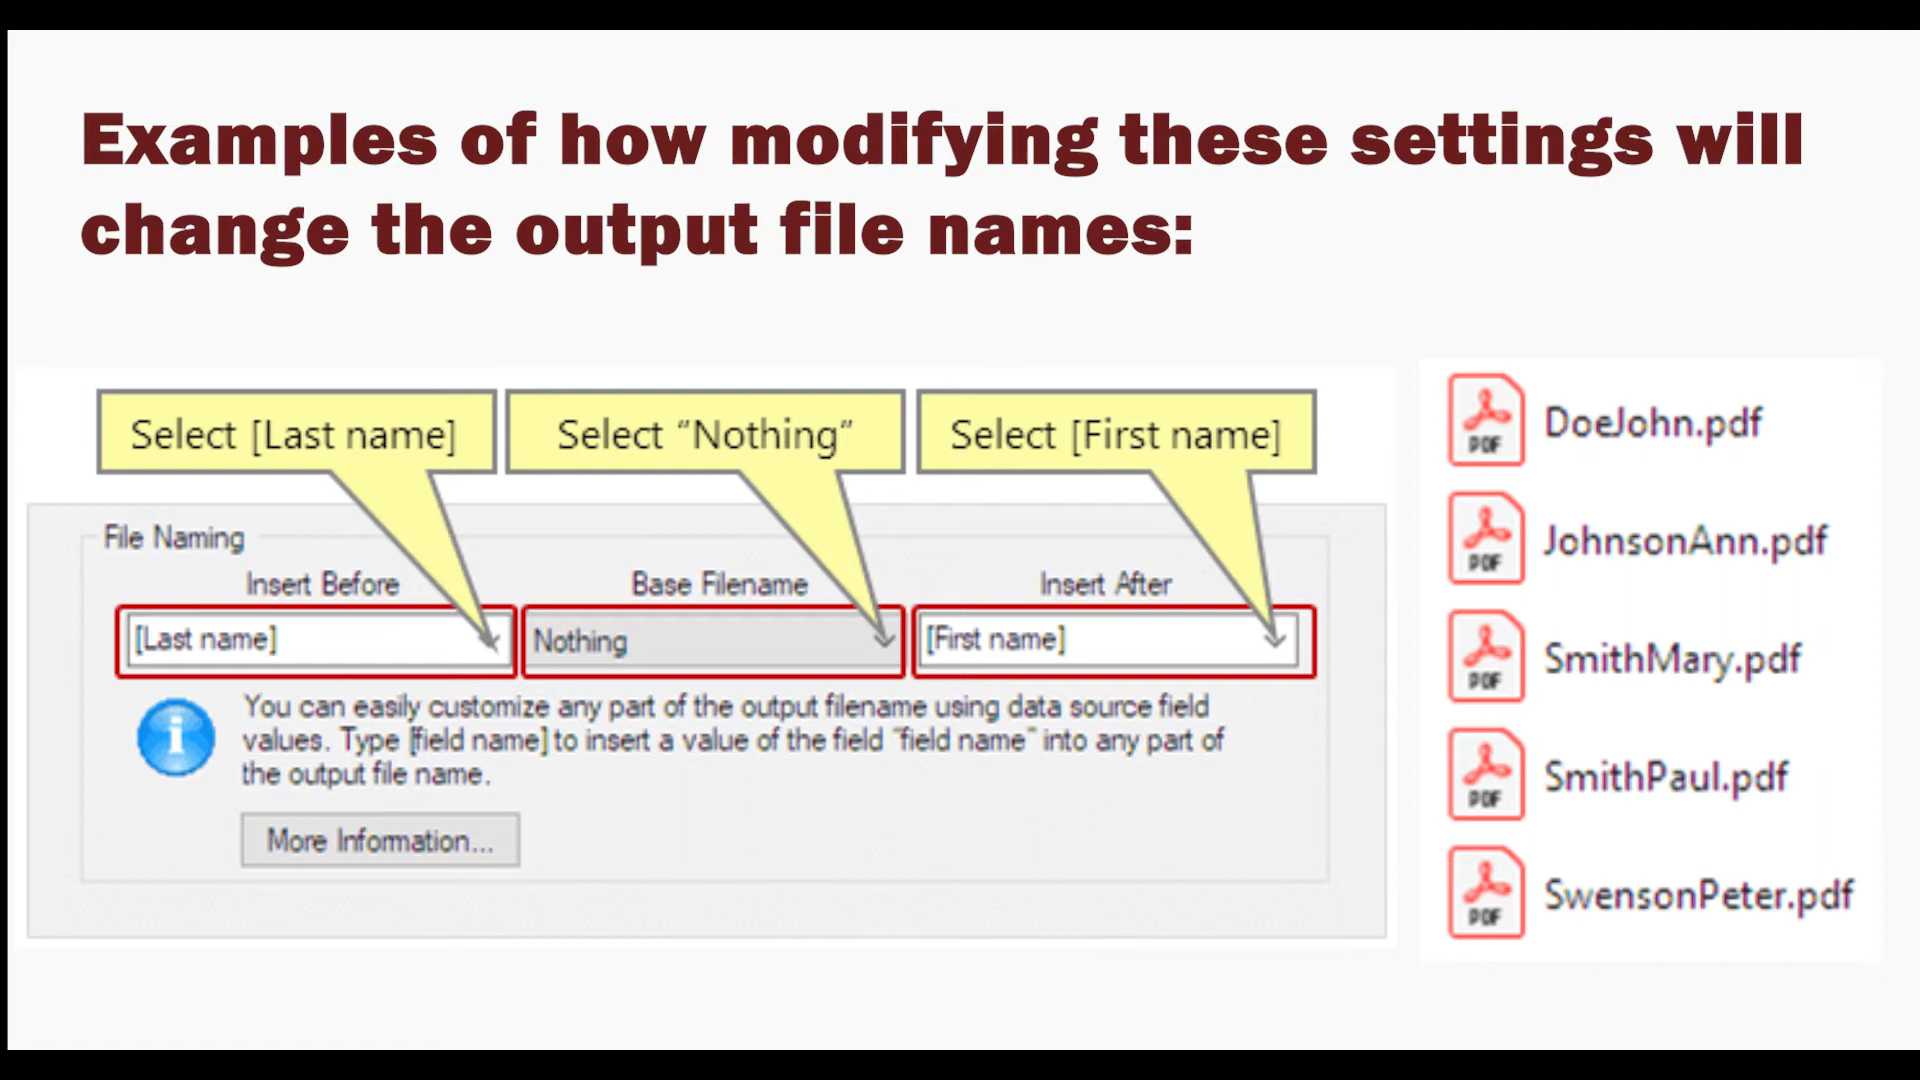 Examples of how modifying these settings will
change the output file names:
Select [Last name]
Select “Nothing”
Select [First name]
File Naming
Insert Before
Base Filename
Insert After
[Last name]
Nothing
[First name]
You can easily customize any part of the output filename using data source field
values. Type [field name] to insert a value of the field "field name" into any part of
the output file name.
More Information...
PDF
DoeJohn.pdf
PDF
JohnsonAnn.pdf
PDF
SmithMary.pdf
PDF
SmithPaul.pdf
PDF
SwensonPeter.pdf